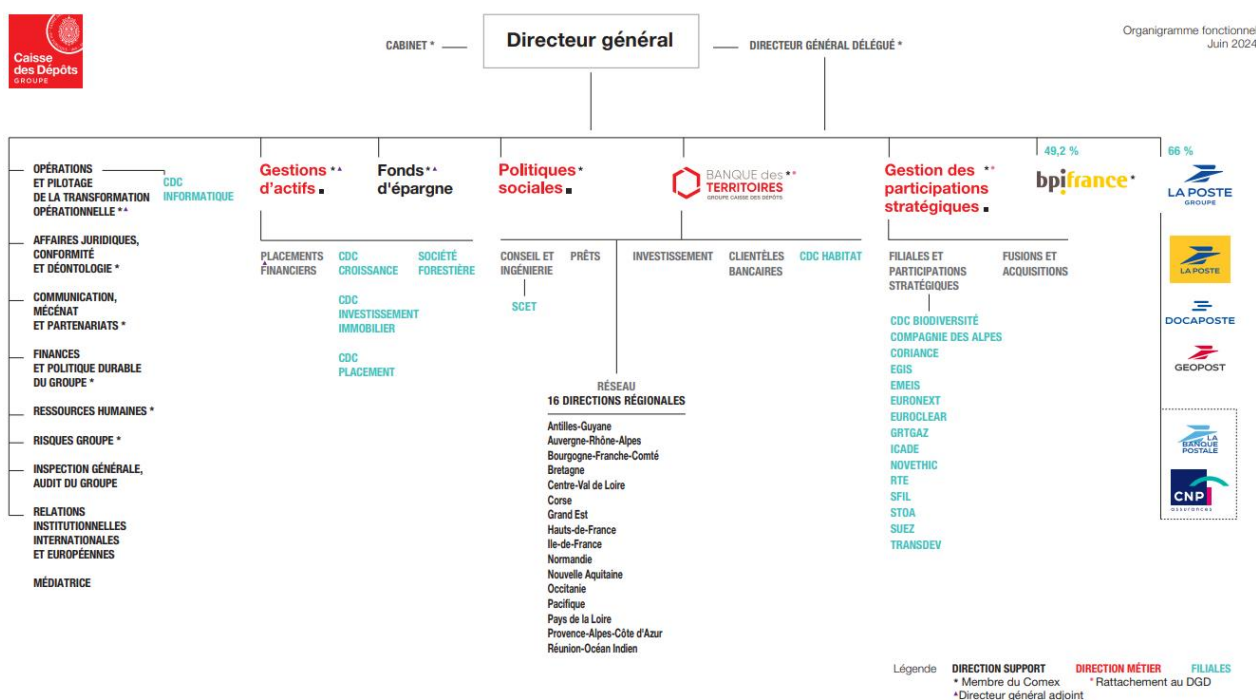 Caisse
des Dépôts
GROUPE
CABINET *
Directeur général
DIRECTEUR GÉNÉRAL DÉLÉGUÉ *
Organigramme fonctionnel
Juin 2024
OPÉRATIONS
ET PILOTAGE
DE LA TRANSFORMATION
OPÉRATIONNELLE *▲
CDC
INFORMATIQUE
AFFAIRES JURIDIQUES,
CONFORMITÉ
ET DÉONTOLOGIE *
COMMUNICATION,
MÉCÉNAT
ET PARTENARIATS *
FINANCES
ET POLITIQUE DURABLE
DU GROUPE *
RESSOURCES HUMAINES *
RISQUES GROUPE *
INSPECTION GÉNÉRALE,
AUDIT DU GROUPE
RELATIONS
INSTITUTIONNELLES
INTERNATIONALES
ET EUROPÉENNES
MÉDIATRICE
Gestions *▲
d'actifs ■
Fonds *▲
d'épargne
PLACEMENTS
FINANCIERS
▲
CDC
CROISSANCE
SOCIÉTÉ
FORESTIÈRE
CDC
INVESTISSEMENT
IMMOBILIER
CDC
PLACEMENT
Politiques *
sociales ■
BANQUE des **
TERRITOIRES
GROUPE CAISSE DES DÉPÔTS
CONSEIL ET
INGÉNIERIE
PRÊTS
INVESTISSEMENT
CLIENTÈLES
BANCAIRES
CDC HABITAT
SCET
RÉSEAU
16 DIRECTIONS RÉGIONALES
Antilles-Guyane
Auvergne-Rhône-Alpes
Bourgogne-Franche-Comté
Bretagne
Centre-Val de Loire
Corse
Grand Est
Hauts-de-France
Ile-de-France
Normandie
Nouvelle Aquitaine
Occitanie
Pacifique
Pays de la Loire
Provence-Alpes-Côte d'Azur
Réunion-Océan Indien
Gestion des **
participations
stratégiques ■
FILIALES ET
PARTICIPATIONS
STRATÉGIQUES
FUSIONS ET
ACQUISITIONS
CDC BIODIVERSITÉ
COMPAGNIE DES ALPES
CORIANCE
EGIS
EMEIS
EURONEXT
EUROCLEAR
GRTGAZ
ICADE
NOVETHIC
RTE
SFIL
STOA
SUEZ
TRANSDEV
49,2 %
bpifrance *
66 %
LA POSTE
GROUPE
LA POSTE
DOCAPOSTE
GEOPOST
LA
BANQUE
POSTALE
CNP
assurances
Légende
DIRECTION SUPPORT
DIRECTION MÉTIER
FILIALES
* Membre du Comex
* Rattachement au DGD
▲Directeur général adjoint